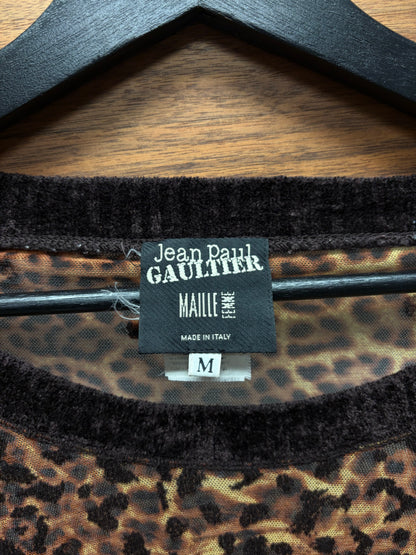 Jean Paul
GAULTIER
MAILLE FEMME
MADE IN ITALY
M